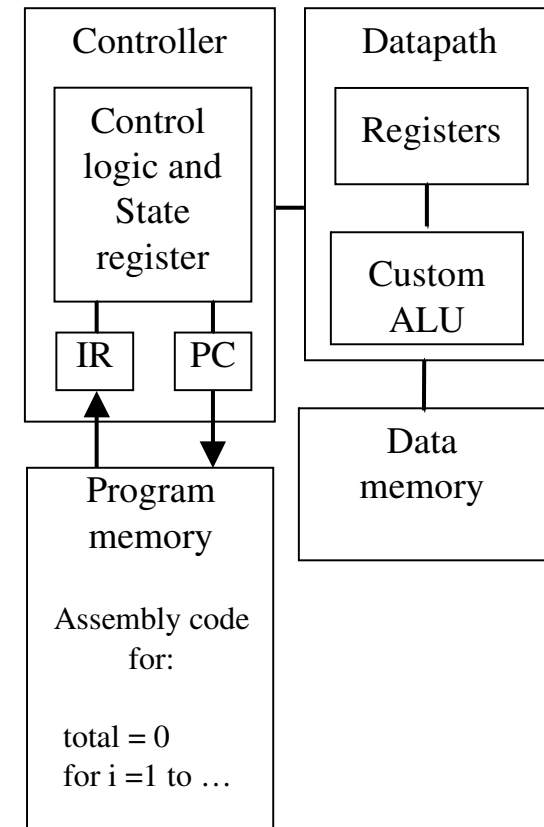 Controller
Control
logic and
State
register
IR
PC
Datapath
Registers
Custom
ALU
Data
memory
Program
memory
Assembly code
for:
total = 0
for i =1 to …